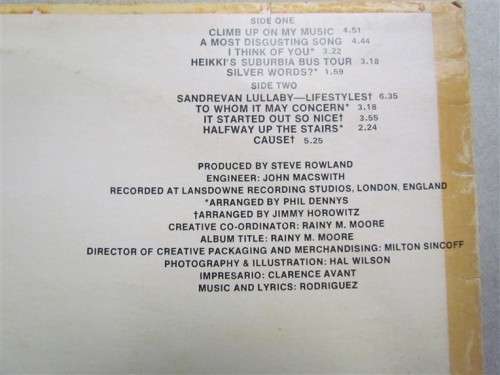 SIDE ONE
CLIMB UP ON MY MUSIC 4.51
A MOST DISGUSTING SONG 4.44
I THINK OF YOU* 3.22
HEIKKI'S SUBURBIA BUS TOUR 3.18
SILVER WORDS?* 1.59
SIDE TWO
SANDREVAN LULLABY—LIFESTYLES† 6.35
TO WHOM IT MAY CONCERN* 3.18
IT STARTED OUT SO NICE† 3.55
HALFWAY UP THE STAIRS* 2.24
CAUSE† 5.25
PRODUCED BY STEVE ROWLAND
ENGINEER: JOHN MACSWITH
RECORDED AT LANSDOWNE RECORDING STUDIOS, LONDON, ENGLAND
*ARRANGED BY PHIL DENNYS
†ARRANGED BY JIMMY HOROWITZ
CREATIVE CO-ORDINATOR: RAINY M. MOORE
ALBUM TITLE: RAINY M. MOORE
DIRECTOR OF CREATIVE PACKAGING AND MERCHANDISING: MILTON SINCOFF
PHOTOGRAPHY & ILLUSTRATION: HAL WILSON
IMPRESARIO: CLARENCE AVANT
MUSIC AND LYRICS: RODRIGUEZ